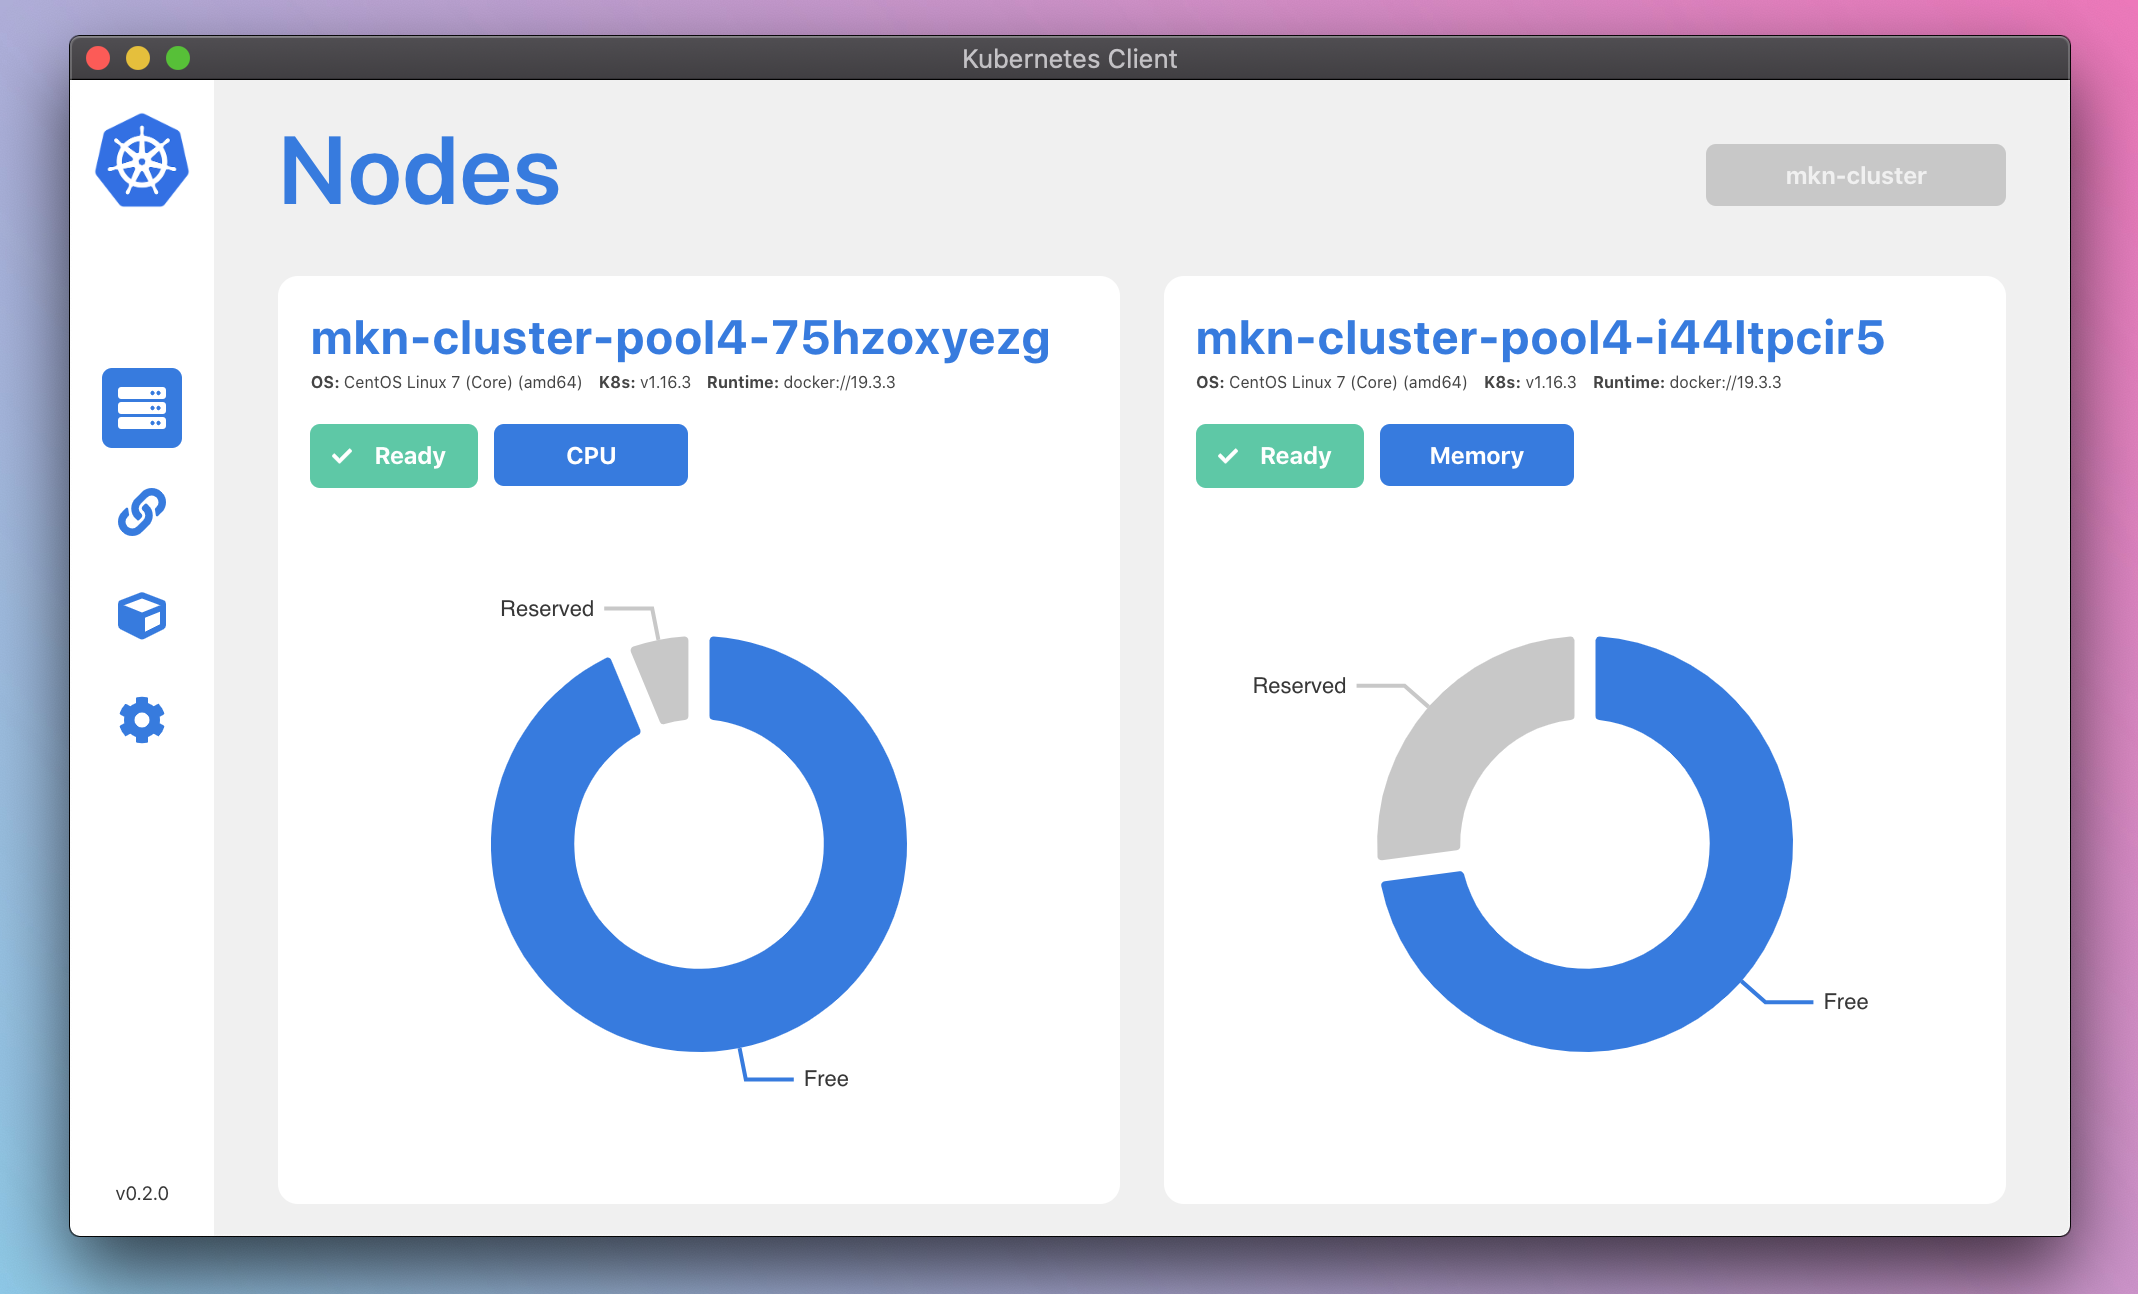 Kubernetes Client
Nodes
mkn-cluster
mkn-cluster-pool4-75hzoxyezg
OS: CentOS Linux 7 (Core) (amd64) K8s: v1.16.3 Runtime: docker://19.3.3
Ready
CPU
Reserved
Free
mkn-cluster-pool4-i44ltpcir5
OS: CentOS Linux 7 (Core) (amd64) K8s: v1.16.3 Runtime: docker://19.3.3
Ready
Memory
Reserved
Free
v0.2.0